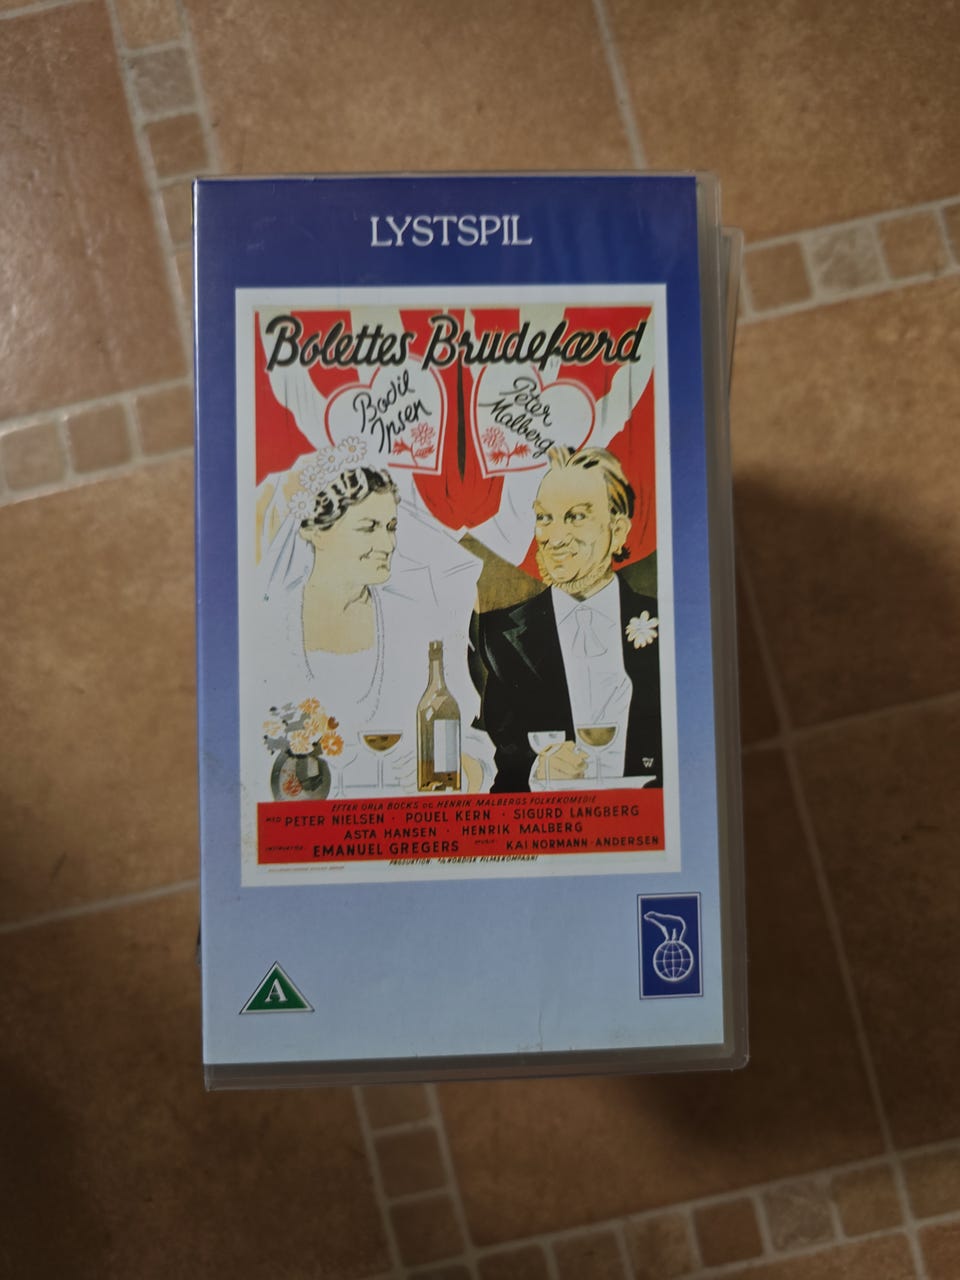 LYSTSPIL
Bolettes Brudefærd
Bodil
Ipsen
Peter
Malberg
EFTER ORLA BOCKS OG HENRIK MALBERGS FOLKEKOMEDIE
MED PETER NIELSEN · POUEL KERN · SIGURD LANGBERG
ASTA HANSEN · HENRIK MALBERG
INSTRUKTION: EMANUEL GREGERS MUSIK: KAI NORMANN-ANDERSEN
PRODUKTION: A/S NORDISK FILMS KOMPAGNI
A